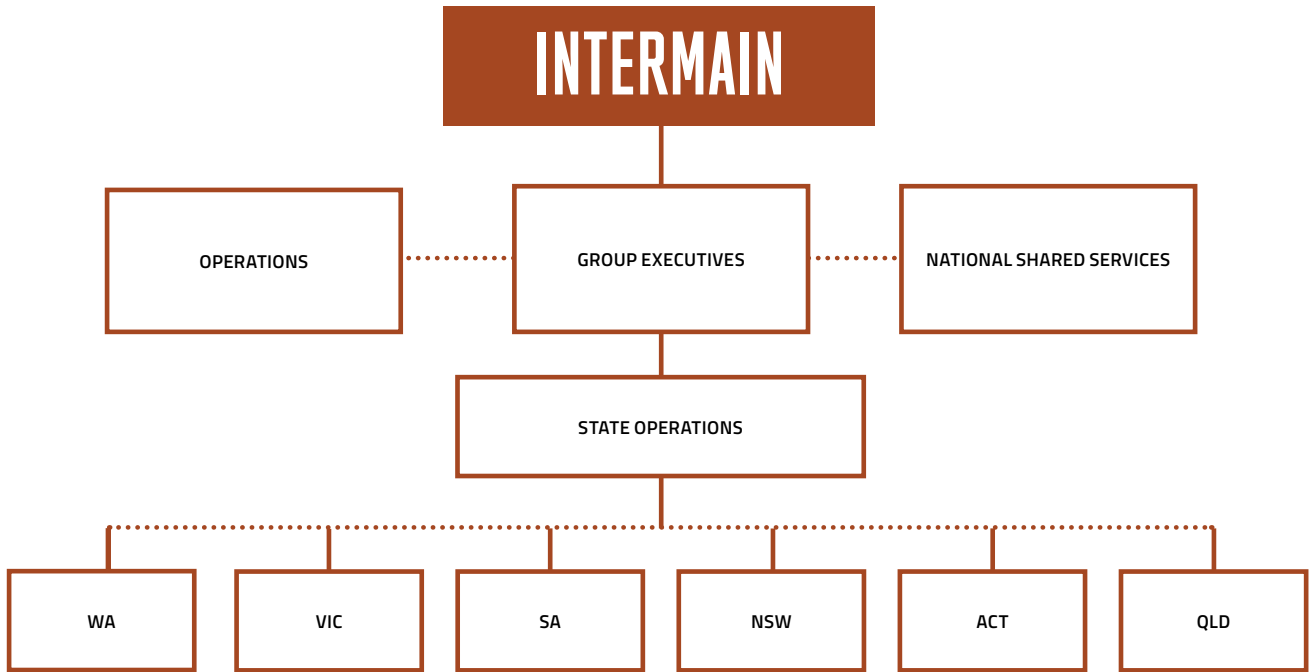 INTERMAIN
OPERATIONS
GROUP EXECUTIVES
NATIONAL SHARED SERVICES
STATE OPERATIONS
WA
VIC
SA
NSW
ACT
QLD